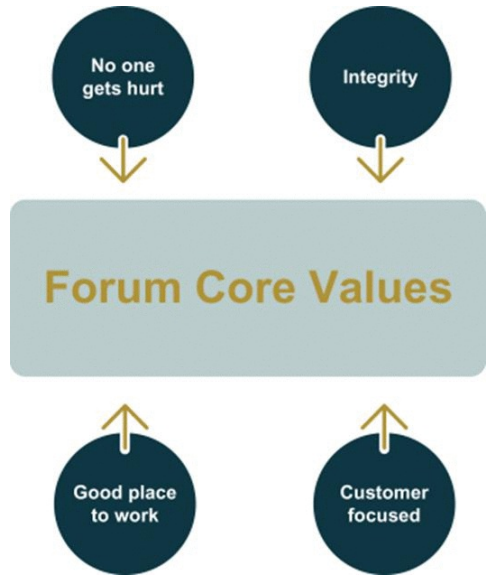 No one
gets hurt
Integrity
Forum Core Values
Good place
to work
Customer
focused